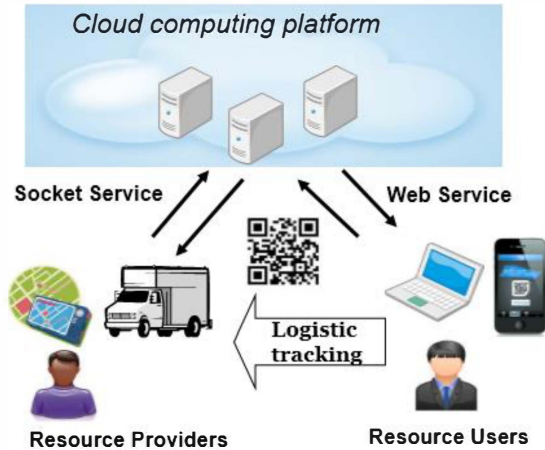 Cloud computing platform
Socket Service
Web Service
Logistic
tracking
Resource Providers
Resource Users